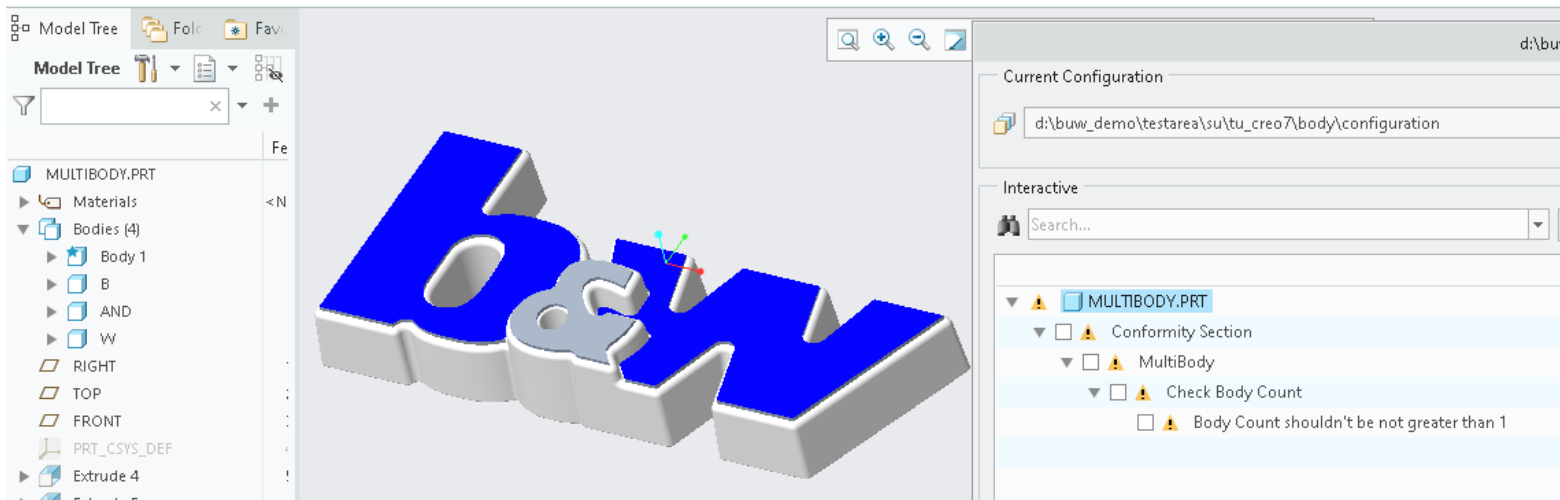 Model Tree
Model Tree
Fe
MULTIBODY.PRT
Materials
<N
Bodies (4)
Body 1
B
AND
W
RIGHT
TOP
FRONT
PRT_CSYS_DEF
Extrude 4
b&w
d:\bu
Current Configuration
d:\buw_demo\testarea\su\tu_creo7\body\configuration
Interactive
Search...
MULTIBODY.PRT
Conformity Section
MultiBody
Check Body Count
Body Count shouldn't be not greater than 1